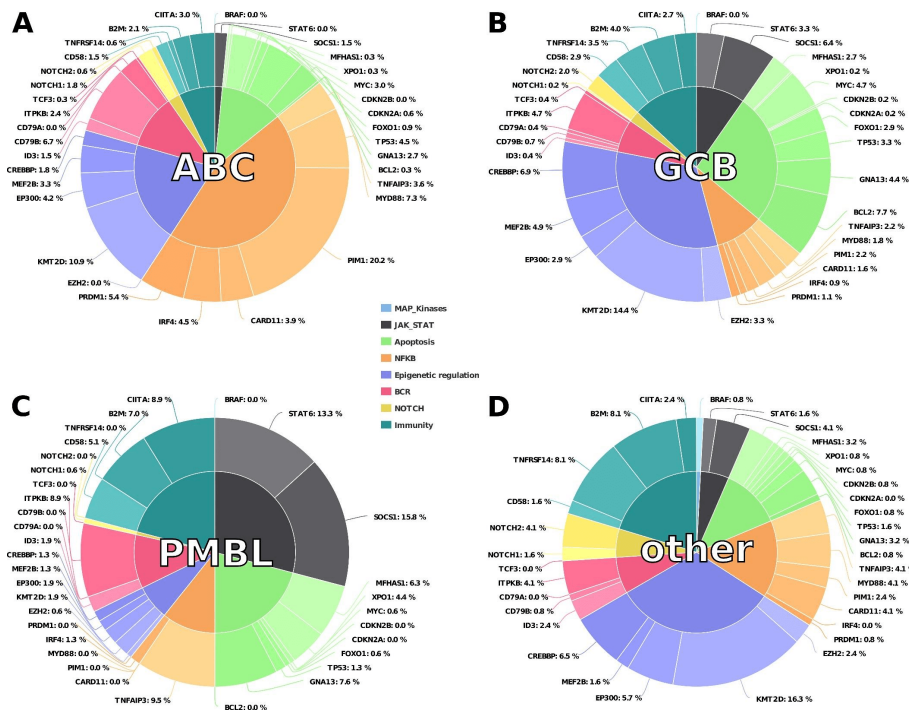 A
CIITA: 3.0 %
BRAF: 0.0 %
B2M: 2.1 %
STAT6: 0.0 %
TNFRSF14: 0.6 %
SOCS1: 1.5 %
CD58: 1.5 %
MFHAS1: 0.3 %
NOTCH2: 0.6 %
XPO1: 0.3 %
NOTCH1: 1.8 %
MYC: 3.0 %
TCF3: 0.3 %
CDKN2B: 0.0 %
ITPKB: 2.4 %
CDKN2A: 0.6 %
CD79A: 0.0 %
FOXO1: 0.9 %
CD79B: 6.7 %
TP53: 4.5 %
ID3: 1.5 %
GNA13: 2.7 %
CREBBP: 1.8 %
BCL2: 0.3 %
MEF2B: 3.3 %
TNFAIP3: 3.6 %
EP300: 4.2 %
MYD88: 7.3 %
ABC
KMT2D: 10.9 %
PIM1: 20.2 %
EZH2: 0.0 %
PRDM1: 5.4 %
IRF4: 4.5 %
CARD11: 3.9 %
B
CIITA: 2.7 %
BRAF: 0.0 %
B2M: 4.0 %
STAT6: 3.3 %
TNFRSF14: 3.5 %
SOCS1: 6.4 %
CD58: 2.9 %
MFHAS1: 2.7 %
NOTCH2: 2.0 %
XPO1: 0.2 %
NOTCH1: 0.2 %
MYC: 4.7 %
TCF3: 0.4 %
CDKN2B: 0.2 %
ITPKB: 4.7 %
CDKN2A: 0.2 %
CD79A: 0.4 %
FOXO1: 2.9 %
CD79B: 0.7 %
TP53: 3.3 %
ID3: 0.4 %
CREBBP: 6.9 %
GNA13: 4.4 %
GCB
MEF2B: 4.9 %
BCL2: 7.7 %
TNFAIP3: 2.2 %
EP300: 2.9 %
MYD88: 1.8 %
PIM1: 2.2 %
CARD11: 1.6 %
IRF4: 0.9 %
PRDM1: 1.1 %
KMT2D: 14.4 %
EZH2: 3.3 %
MAP_Kinases
JAK_STAT
Apoptosis
NFKB
Epigenetic regulation
BCR
NOTCH
Immunity
C
CIITA: 8.9 %
BRAF: 0.0 %
B2M: 7.0 %
STAT6: 13.3 %
TNFRSF14: 0.0 %
CD58: 5.1 %
NOTCH2: 0.0 %
NOTCH1: 0.6 %
TCF3: 0.0 %
ITPKB: 8.9 %
CD79B: 0.0 %
SOCS1: 15.8 %
CD79A: 0.0 %
ID3: 1.9 %
CREBBP: 1.3 %
MEF2B: 1.3 %
EP300: 1.9 %
KMT2D: 1.9 %
EZH2: 0.6 %
PRDM1: 0.0 %
IRF4: 1.3 %
MYD88: 0.0 %
PIM1: 0.0 %
CARD11: 0.0 %
TNFAIP3: 9.5 %
PMBL
MFHAS1: 6.3 %
XPO1: 4.4 %
MYC: 0.6 %
CDKN2B: 0.0 %
CDKN2A: 0.0 %
FOXO1: 0.6 %
TP53: 1.3 %
GNA13: 7.6 %
BCL2: 0.0 %
D
CIITA: 2.4 %
BRAF: 0.8 %
B2M: 8.1 %
STAT6: 1.6 %
SOCS1: 4.1 %
MFHAS1: 3.2 %
TNFRSF14: 8.1 %
XPO1: 0.8 %
MYC: 0.8 %
CDKN2B: 0.8 %
CDKN2A: 0.0 %
CD58: 1.6 %
FOXO1: 0.8 %
TP53: 1.6 %
NOTCH2: 4.1 %
GNA13: 3.2 %
NOTCH1: 1.6 %
BCL2: 0.8 %
TCF3: 0.0 %
TNFAIP3: 4.1 %
ITPKB: 4.1 %
MYD88: 4.1 %
CD79A: 0.0 %
PIM1: 2.4 %
CD79B: 0.8 %
CARD11: 4.1 %
ID3: 2.4 %
IRF4: 0.0 %
PRDM1: 0.8 %
EZH2: 2.4 %
other
CREBBP: 6.5 %
MEF2B: 1.6 %
EP300: 5.7 %
KMT2D: 16.3 %